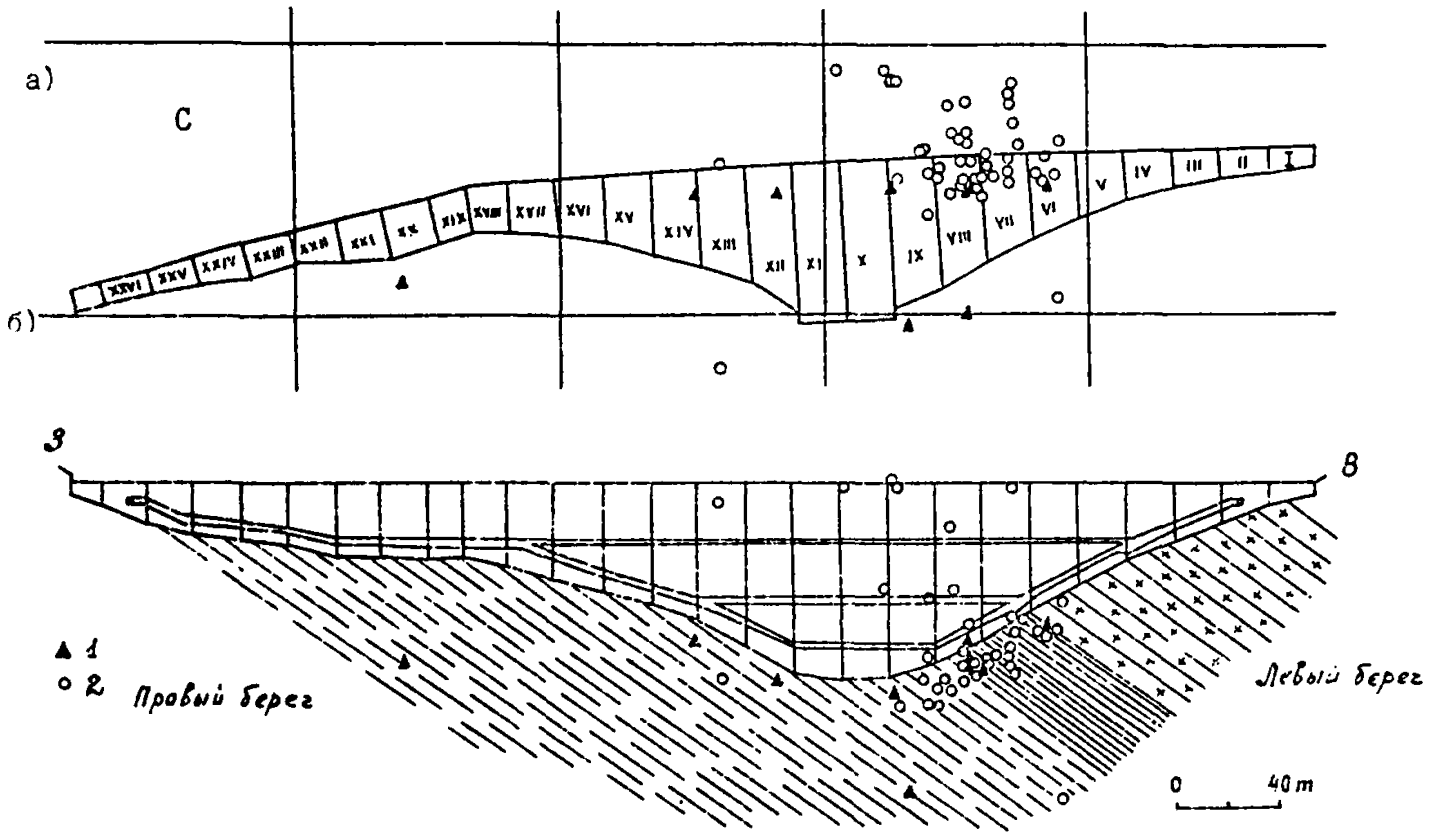 а)
С
XXVI XXV XXIV XXIII XXII XXI XX XIX XVIII XVII XVI XV XIV XIII XII XI X IX VIII VII VI V IV III II I
б)
З
В
1
2
Правый берег
Левый берег
0 40 m